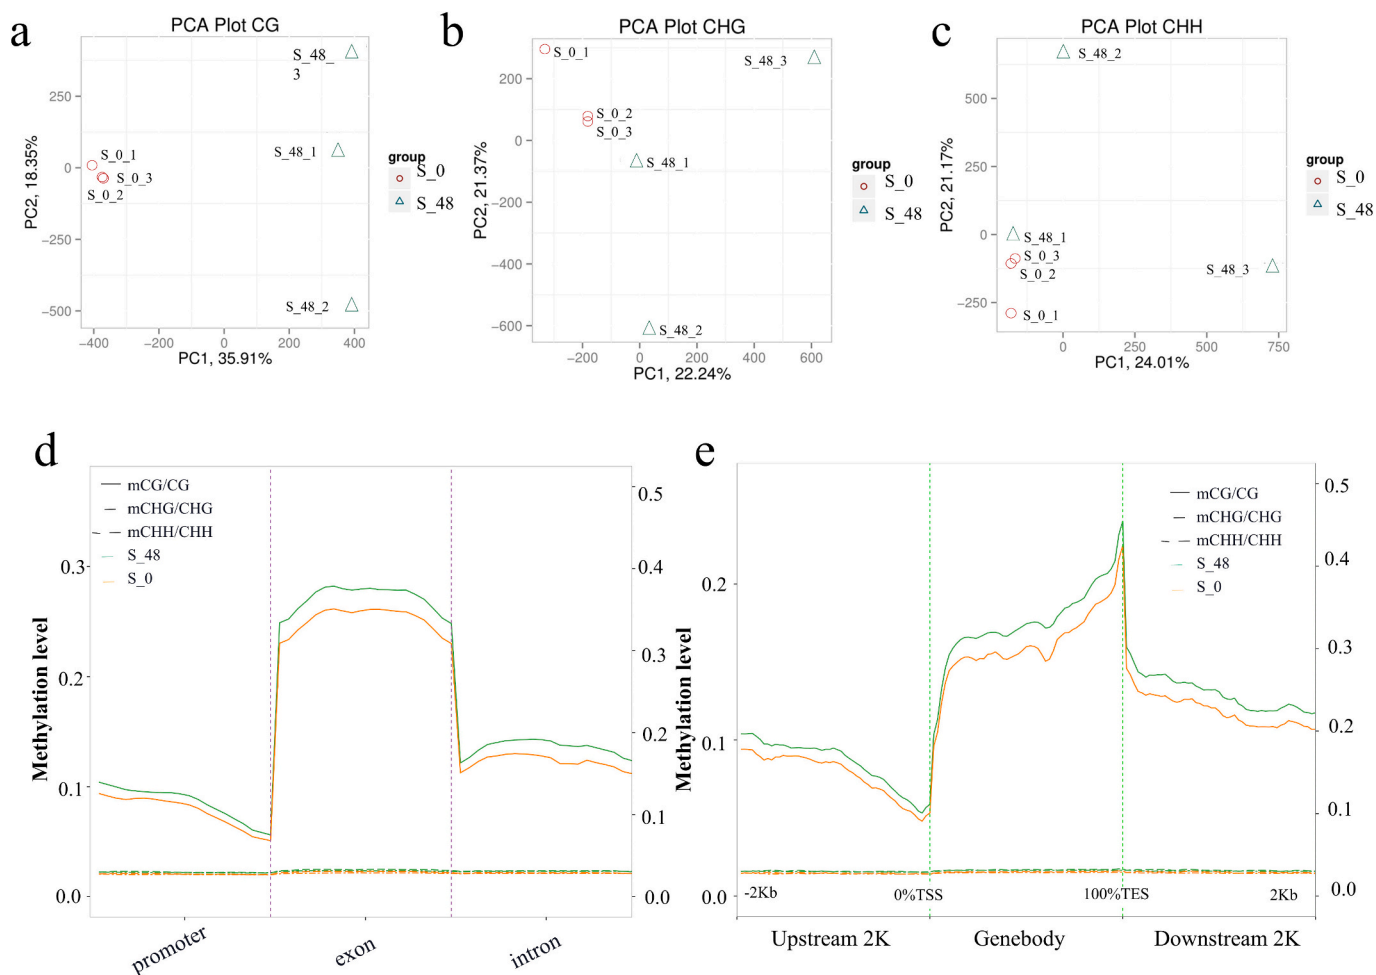 a
PCA Plot CG
S_48_
3
S_48_1
S_0_1
S_0_3
S_0_2
S_48_2
250
0
−250
−500
PC2, 18.35%
−400
−200
0
200
400
PC1, 35.91%
group
S_0
S_48
b
PCA Plot CHG
S_0_1
S_48_3
S_0_2
S_0_3
S_48_1
S_48_2
200
0
−200
−400
−600
PC2, 21.37%
−200
0
200
400
600
PC1, 22.24%
group
S_0
S_48
c
PCA Plot CHH
S_48_2
S_48_1
S_0_3
S_0_2
S_48_3
S_0_1
500
250
0
−250
PC2, 21.17%
0
250
500
750
PC1, 24.01%
group
S_0
S_48
d
mCG/CG
mCHG/CHG
mCHH/CHH
S_48
S_0
0.3
0.2
0.1
0.0
Methylation level
0.5
0.4
0.3
0.2
0.1
0.0
promoter
exon
intron
e
mCG/CG
mCHG/CHG
mCHH/CHH
S_48
S_0
0.2
0.1
0.0
Methylation level
0.5
0.4
0.3
0.2
0.1
0.0
-2Kb
0%TSS
100%TES
2Kb
Upstream 2K
Genebody
Downstream 2K